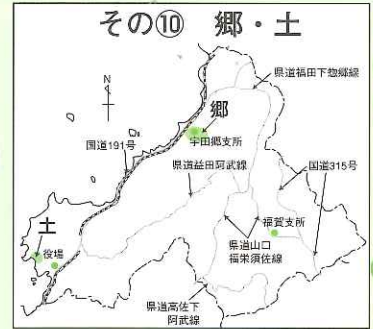 その⑩ 郷・土
県道福田下惣郷線
N
郷
宇田郷支所
国道191号
県道益田阿武線
国道315号
土
役場
福賀支所
県道山口
福栄須佐線
県道高佐下
阿武線